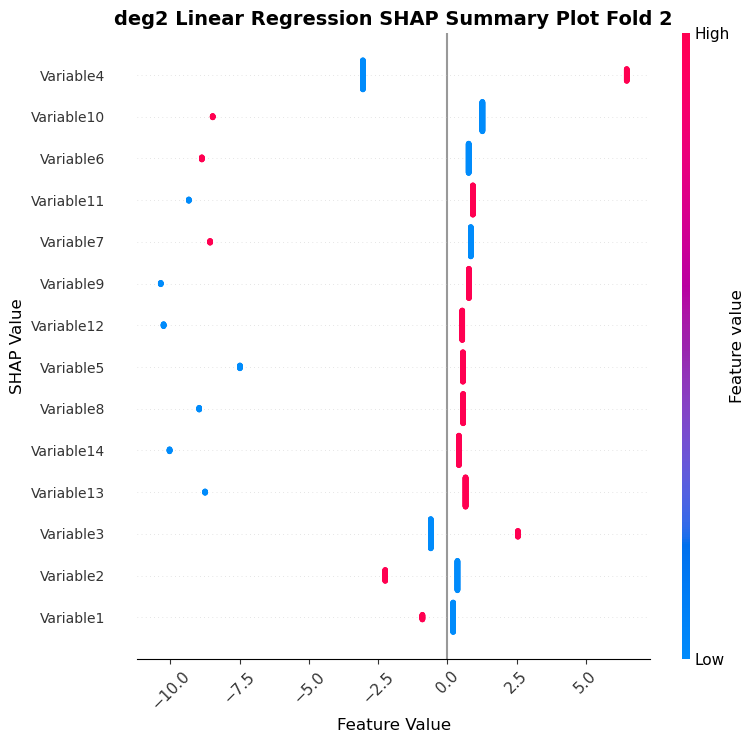 deg2 Linear Regression SHAP Summary Plot Fold 2
High
Variable4
Variable10
Variable6
Variable11
Variable7
Variable9
Variable12
Variable5
Variable8
Variable14
Variable13
Variable3
Variable2
Variable1
SHAP Value
Feature value
Low
−10.0
−7.5
−5.0
−2.5
0.0
2.5
5.0
Feature Value